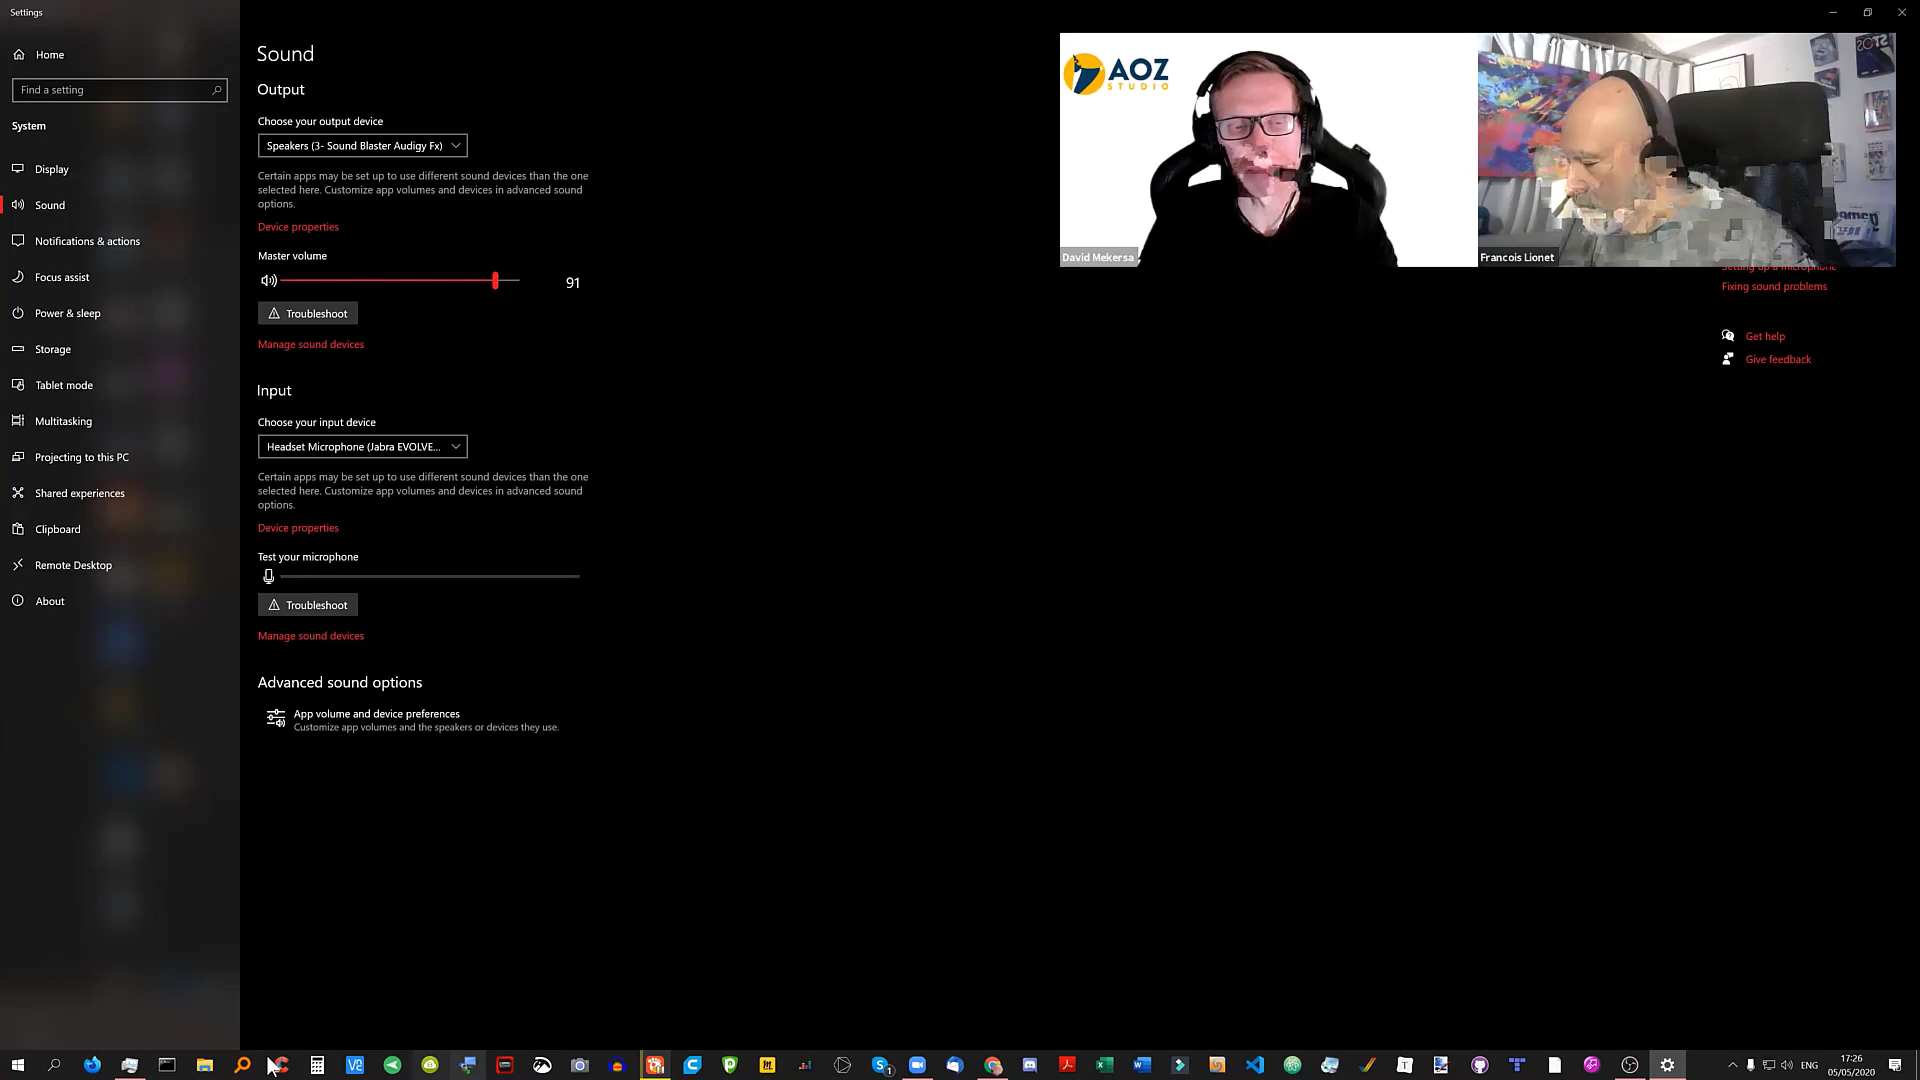 Settings
Home
Find a setting
System
Display
Sound
Notifications & actions
Focus assist
Power & sleep
Storage
Tablet mode
Multitasking
Projecting to this PC
Shared experiences
Clipboard
Remote Desktop
About
Sound
Output
Choose your output device
Speakers (3- Sound Blaster Audigy Fx)
Certain apps may be set up to use different sound devices than the one
selected here. Customize app volumes and devices in advanced sound
options.
Device properties
Master volume
91
Troubleshoot
Manage sound devices
Input
Choose your input device
Headset Microphone (Jabra EVOLVE...
Certain apps may be set up to use different sound devices than the one
selected here. Customize app volumes and devices in advanced sound
options.
Device properties
Test your microphone
Troubleshoot
Manage sound devices
Advanced sound options
App volume and device preferences
Customize app volumes and the speakers or devices they use.
AOZ
STUDIO
David Mekersa
STOS
Francois Lionet
Setting up a microphone
Fixing sound problems
Get help
Give feedback
ENG
17:26
05/05/2020